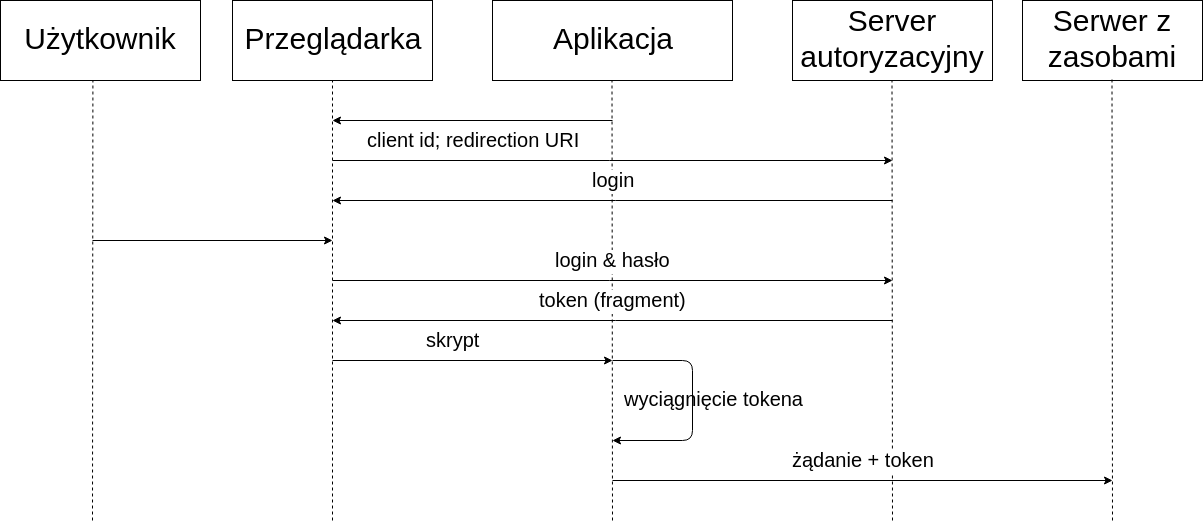 Użytkownik
Przeglądarka
Aplikacja
Server
autoryzacyjny
Serwer z
zasobami
client id; redirection URI
login
login & hasło
token (fragment)
skrypt
wyciągnięcie tokena
żądanie + token